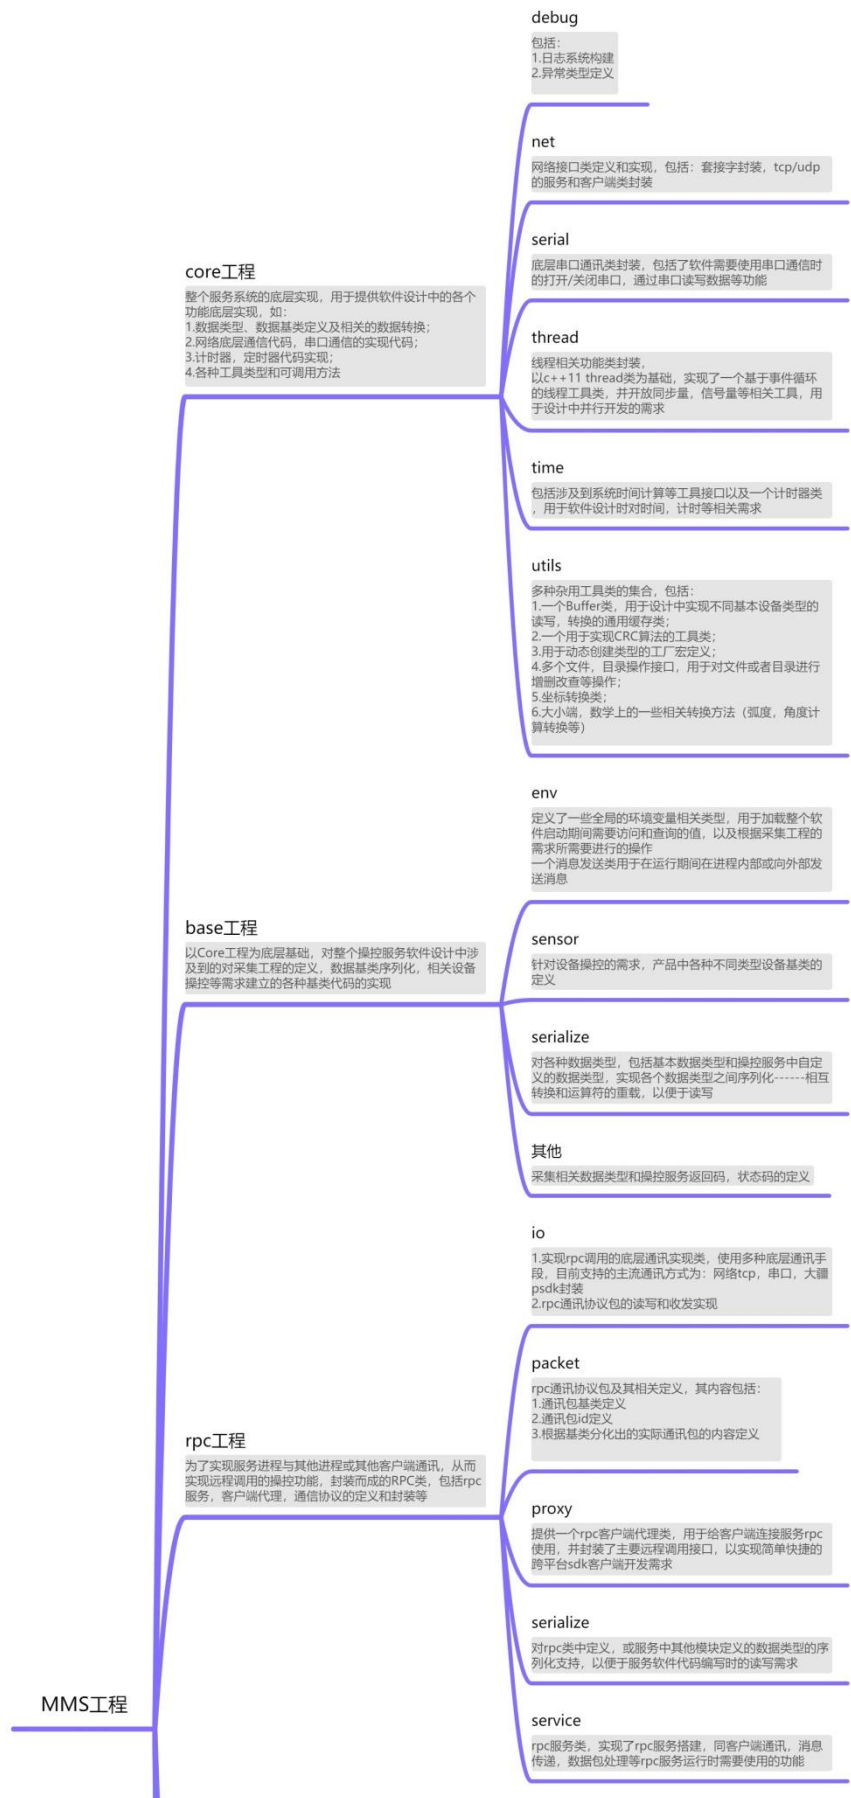 MMS工程
core工程
整个服务系统的底层实现，用于提供软件设计中的各个
功能底层实现，如：
1.数据类型、数据基类定义及相关的数据转换；
2.网络底层通信代码，串口通信的实现代码；
3.计时器，定时器代码实现；
4.各种工具类型和可调用方法
debug
包括：
1.日志系统构建
2.异常类型定义
net
网络接口类定义和实现，包括：套接字封装，tcp/udp
的服务和客户端类封装
serial
底层串口通讯类封装，包括了软件需要使用串口通信时
的打开/关闭串口，通过串口读写数据等功能
thread
线程相关功能类封装，
以c++11 thread类为基础，实现了一个基于事件循环
的线程工具类，并开放同步量，信号量等相关工具，用
于设计中并行开发的需求
time
包括涉及到系统时间计算等工具接口以及一个计时器类
，用于软件设计时对时间，计时等相关需求
utils
多种杂用工具类的集合，包括：
1.一个Buffer类，用于设计中实现不同基本设备类型的
读写，转换的通用缓存类；
2.一个用于实现CRC算法的工具类；
3.用于动态创建类型的工厂宏定义；
4.多个文件，目录操作接口，用于对文件或者目录进行
增删改查等操作；
5.坐标转换类；
6.大小端，数学上的一些相关转换方法（弧度，角度计
算转换等）
base工程
以Core工程为底层基础，对整个操控服务软件设计中涉
及到的对采集工程的定义，数据基类序列化，相关设备
操控等需求建立的各种基类代码的实现
env
定义了一些全局的环境变量相关类型，用于加载整个软
件启动期间需要访问和查询的值，以及根据采集工程的
需求所需要进行的操作
一个消息发送类用于在运行期间在进程内部或向外部发
送消息
sensor
针对设备操控的需求，产品中各种不同类型设备基类的
定义
serialize
对各种数据类型，包括基本数据类型和操控服务中自定
义的数据类型，实现各个数据类型之间序列化------相互
转换和运算符的重载，以便于读写
其他
采集相关数据类型和操控服务返回码，状态码的定义
rpc工程
为了实现服务进程与其他进程或其他客户端通讯，从而
实现远程调用的操控功能，封装而成的RPC类，包括rpc
服务，客户端代理，通信协议的定义和封装等
io
1.实现rpc调用的底层通讯实现类，使用多种底层通讯手
段，目前支持的主流通讯方式为：网络tcp，串口，大疆
psdk封装
2.rpc通讯协议包的读写和收发实现
packet
rpc通讯协议包及其相关定义，其内容包括：
1.通讯包基类定义
2.通讯包id定义
3.根据基类分化出的实际通讯包的内容定义
proxy
提供一个rpc客户端代理类，用于给客户端连接服务rpc
使用，并封装了主要远程调用接口，以实现简单快捷的
跨平台sdk客户端开发需求
serialize
对rpc类中定义，或服务中其他模块定义的数据类型的序
列化支持，以便于服务软件代码编写时的读写需求
service
rpc服务类，实现了rpc服务搭建，同客户端通讯，消息
传递，数据包处理等rpc服务运行时需要使用的功能